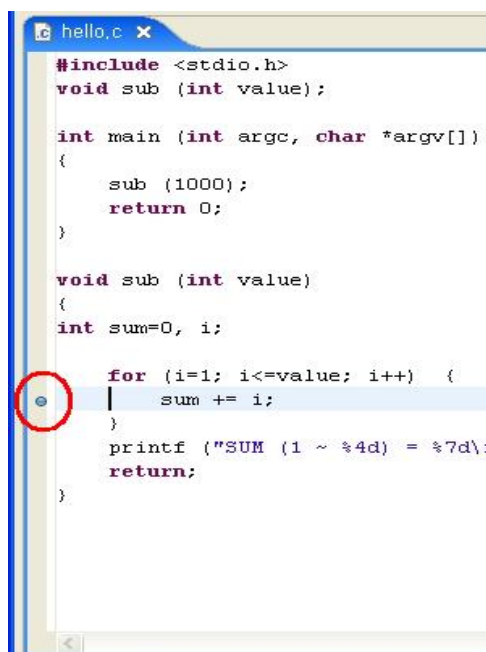 hello.c
#include <stdio.h>
void sub (int value);
int main (int argc, char *argv[])
{
sub (1000);
return 0;
}
void sub (int value)
{
int sum=0, i;
for (i=1; i<=value; i++) {
sum += i;
}
printf ("SUM (1 ~ %4d) = %7d\
return;
}